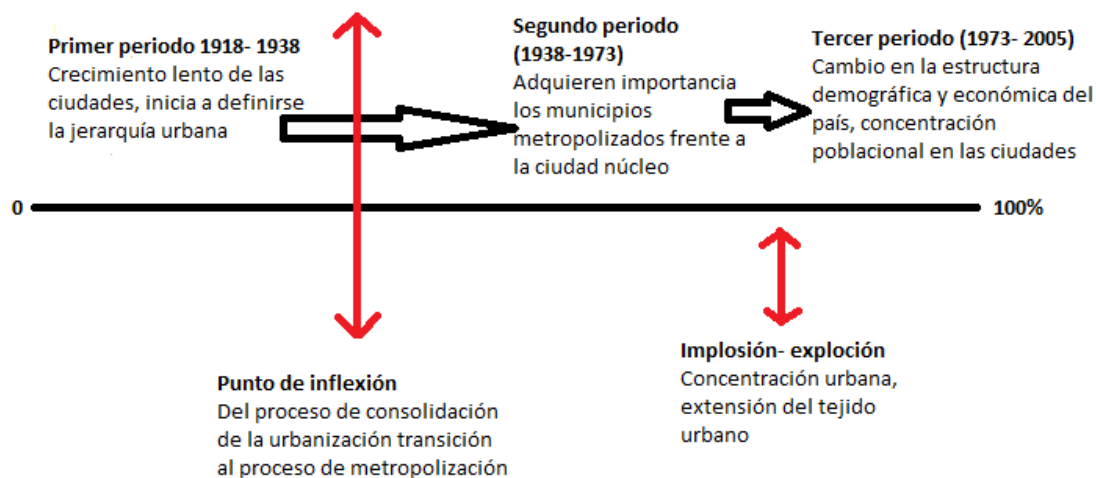 Primer periodo 1918- 1938
Crecimiento lento de las
ciudades, inicia a definirse
la jerarquía urbana
Segundo periodo
(1938-1973)
Adquieren importancia
los municipios
metropolizados frente a
la ciudad núcleo
Tercer periodo (1973- 2005)
Cambio en la estructura
demográfica y económica del
país, concentración
poblacional en las ciudades
0
100%
Punto de inflexión
Del proceso de consolidación
de la urbanización transición
al proceso de metropolización
Implosión- exploción
Concentración urbana,
extensión del tejido
urbano